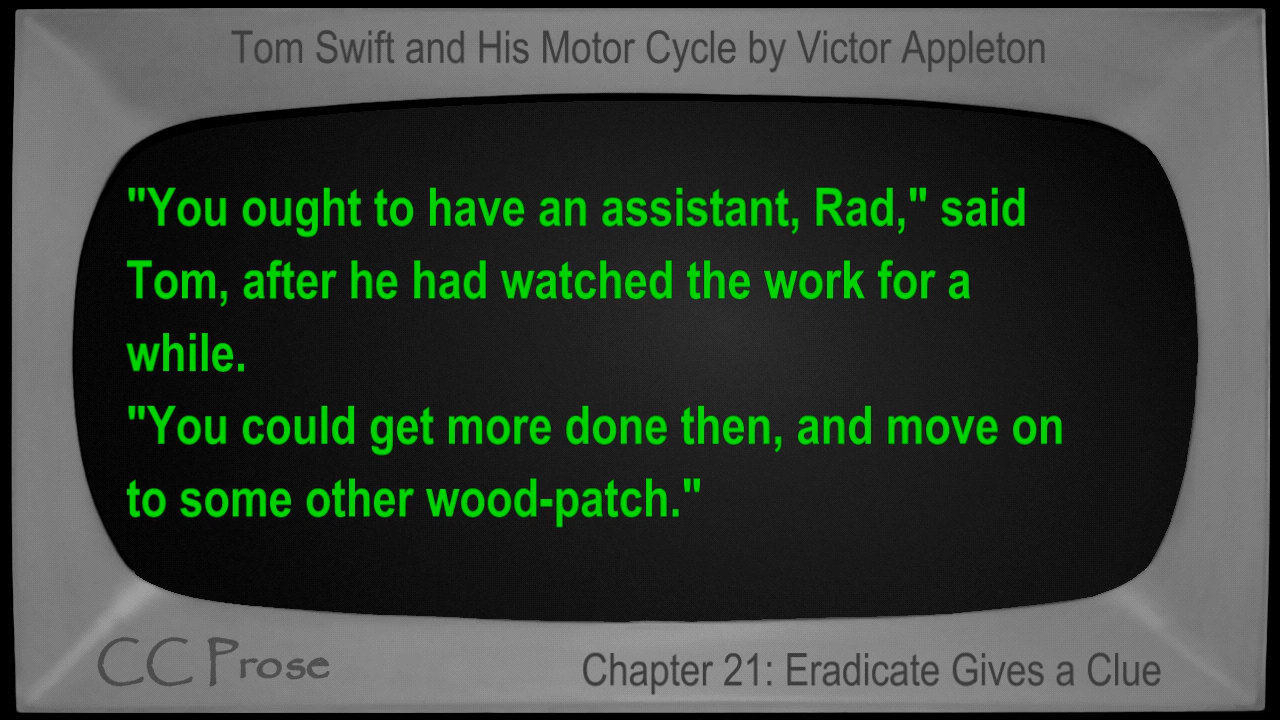 Tom Swift and His Motor Cycle by Victor Appleton
"You ought to have an assistant, Rad," said
Tom, after he had watched the work for a
while.
"You could get more done then, and move on
to some other wood-patch."
CC Prose
Chapter 21: Eradicate Gives a Clue